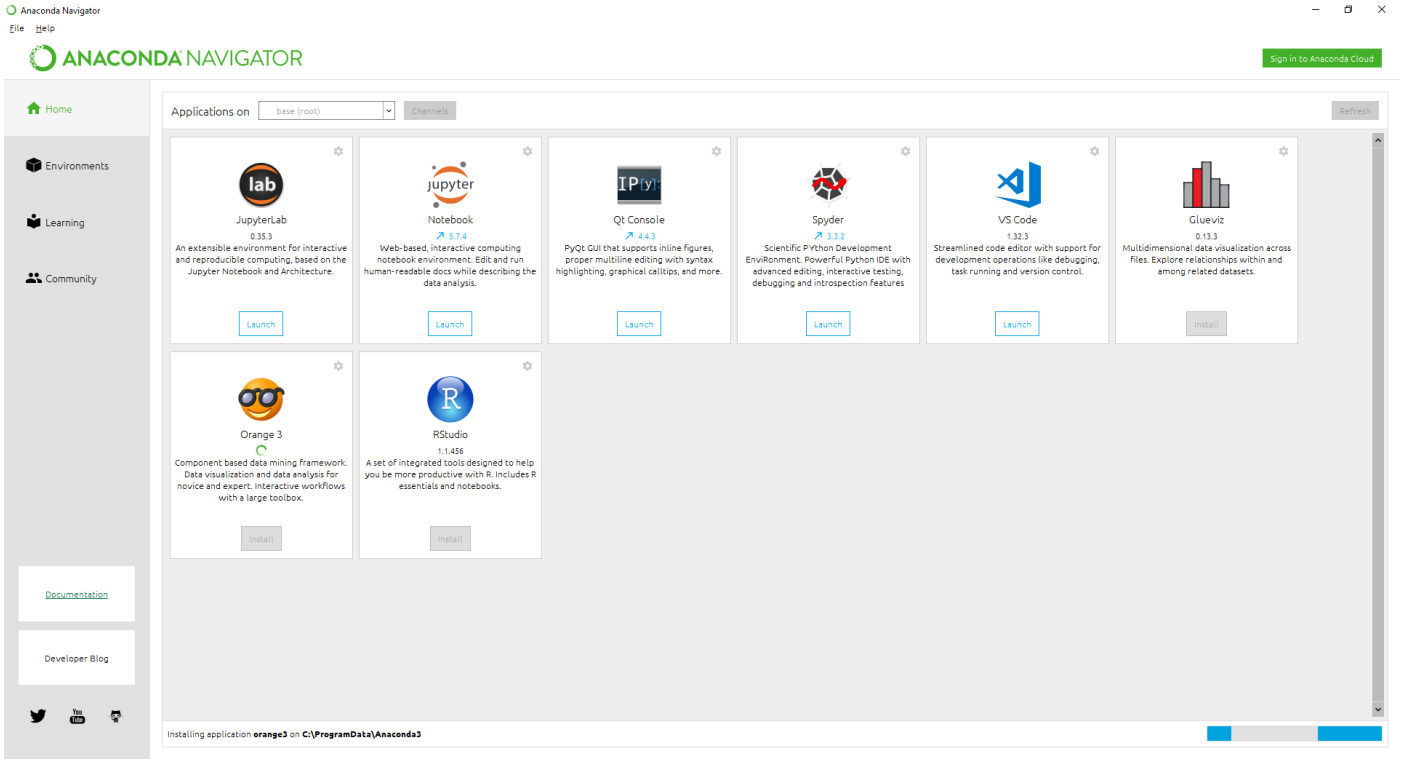 Anaconda Navigator
File Help
ANACONDA NAVIGATOR
Sign in to Anaconda Cloud
Home
Environments
Learning
Community
Documentation
Developer Blog
You
Tube
Applications on base (root) Channels Refresh
lab
JupyterLab
0.35.3
An extensible environment for interactive
and reproducible computing, based on the
Jupyter Notebook and Architecture.
Launch
jupyter
Notebook
5.7.4
Web-based, interactive computing
notebook environment. Edit and run
human-readable docs while describing the
data analysis.
Launch
IP[y]:
Qt Console
4.4.3
PyQt GUI that supports inline figures,
proper multiline editing with syntax
highlighting, graphical calltips, and more.
Launch
Spyder
3.3.2
Scientific PYthon Development
EnviRonment. Powerful Python IDE with
advanced editing, interactive testing,
debugging and introspection features
Launch
VS Code
1.32.3
Streamlined code editor with support for
development operations like debugging,
task running and version control.
Launch
Glueviz
0.13.3
Multidimensional data visualization across
files. Explore relationships within and
among related datasets.
Install
Orange 3
Component based data mining framework.
Data visualization and data analysis for
novice and expert. Interactive workflows
with a large toolbox.
Install
R
RStudio
1.1.456
A set of integrated tools designed to help
you be more productive with R. Includes R
essentials and notebooks.
Install
Installing application orange3 on C:\ProgramData\Anaconda3